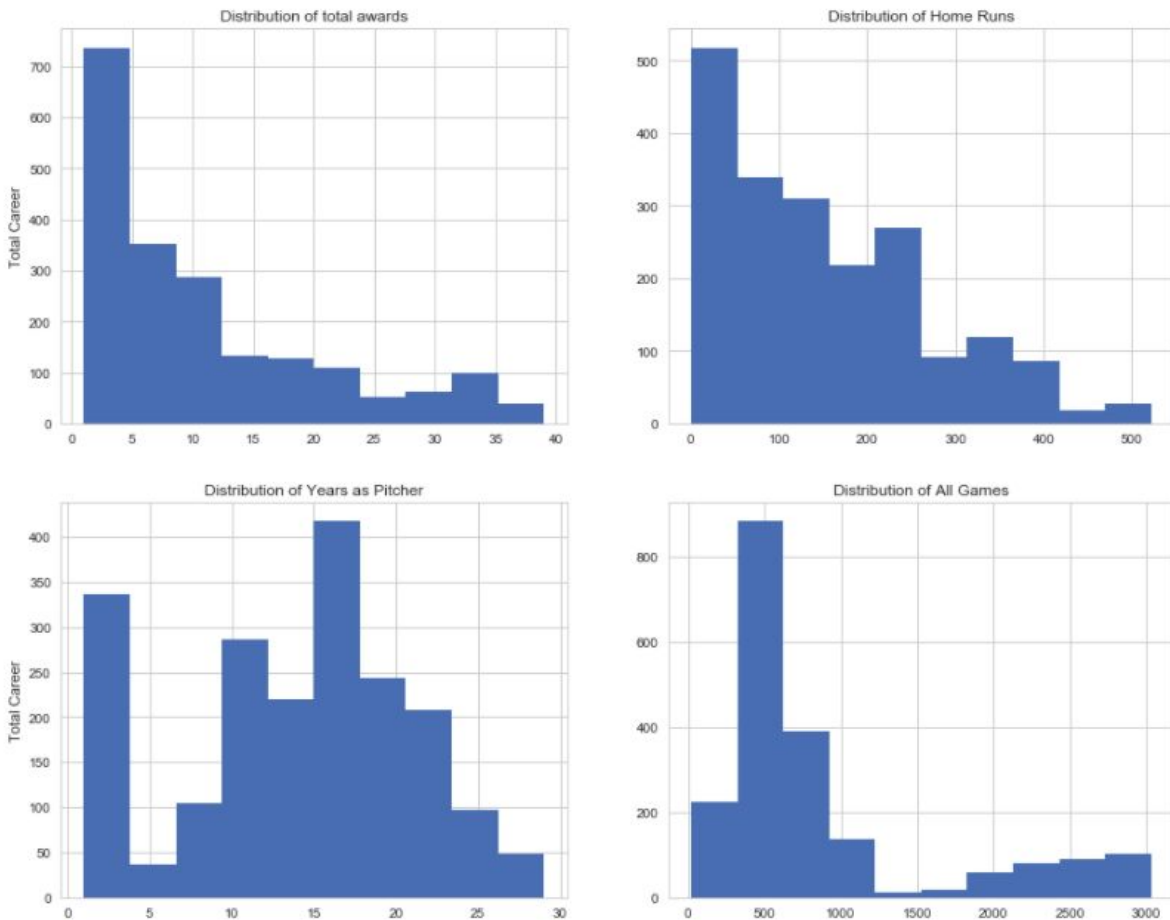 Distribution of total awards
Total Career
700
600
500
400
300
200
100
0
0 5 10 15 20 25 30 35 40
Distribution of Home Runs
500
400
300
200
100
0
0 100 200 300 400 500
Distribution of Years as Pitcher
Total Career
400
350
300
250
200
150
100
50
0
0 5 10 15 20 25 30
Distribution of All Games
800
600
400
200
0
0 500 1000 1500 2000 2500 3000